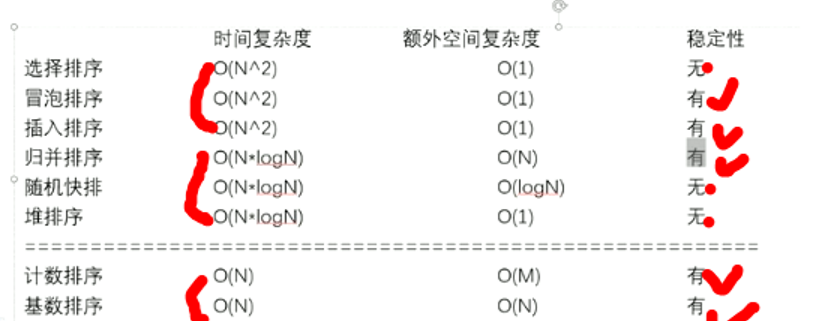 时间复杂度 额外空间复杂度 稳定性
选择排序 O(N^2) O(1) 无
冒泡排序 O(N^2) O(1) 有
插入排序 O(N^2) O(1) 有
归并排序 O(N*logN) O(N) 有
随机快排 O(N*logN) O(logN) 无
堆排序 O(N*logN) O(1) 无
========================================================
计数排序 O(N) O(M) 有
基数排序 O(N) O(N) 有